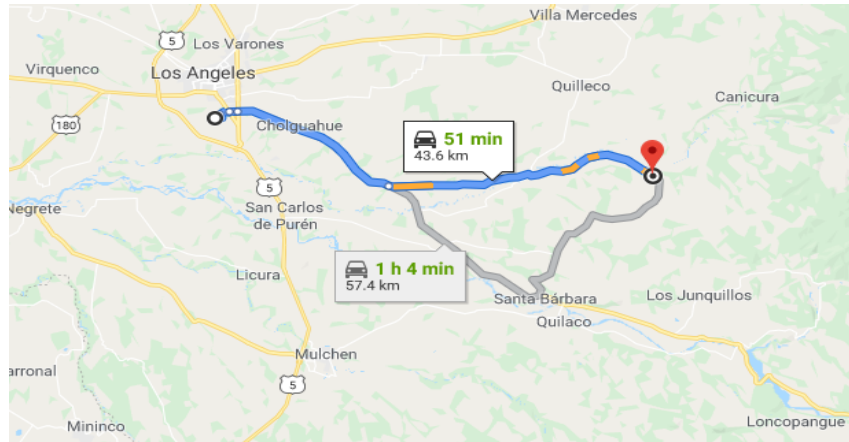 Villa Mercedes
5
Los Varones
Virquenco
Los Angeles
Quilleco
Canicura
180
Cholguahue
51 min
43.6 km
5
Negrete
San Carlos
de Purén
1 h 4 min
57.4 km
Licura
Santa Bárbara
Los Junquillos
Quilaco
Mulchen
arronal
5
Mininco
Loncopangue